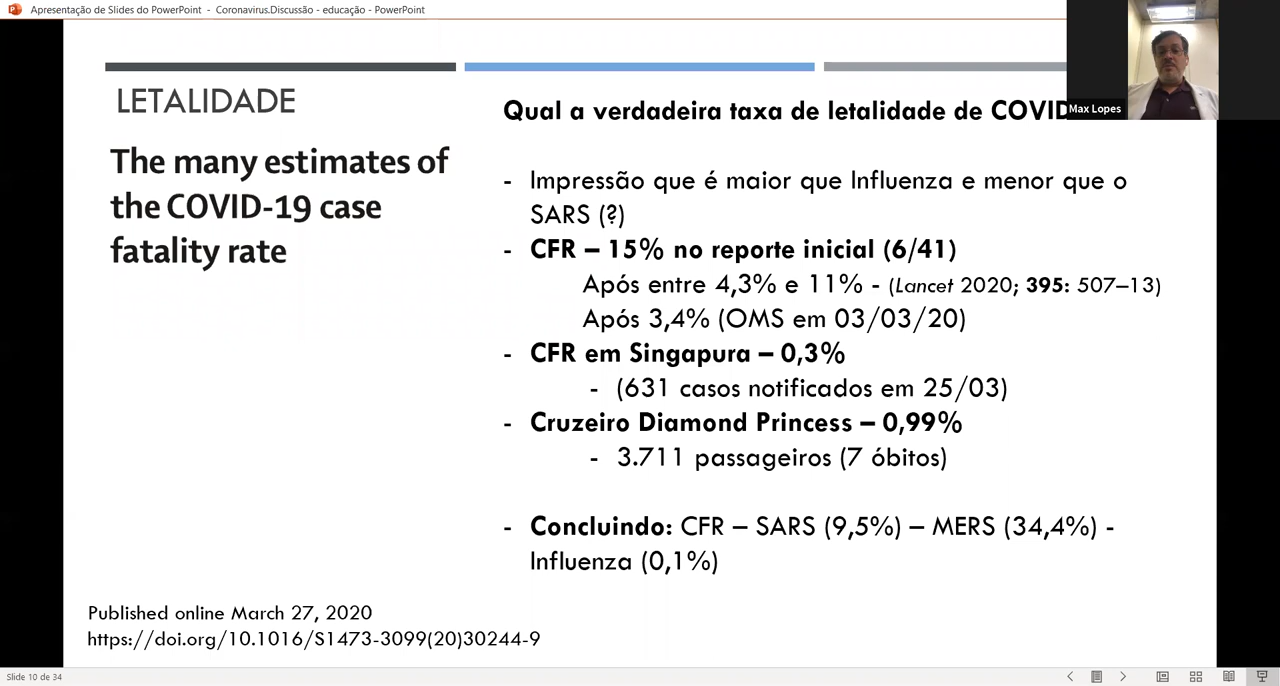 Apresentação de Slides do PowerPoint - Coronavirus.Discussão - educação - PowerPoint
Max Lopes
LETALIDADE
The many estimates of
the COVID-19 case
fatality rate
Qual a verdadeira taxa de letalidade de COVID
- Impressão que é maior que Influenza e menor que o
SARS (?)
- CFR – 15% no reporte inicial (6/41)
Após entre 4,3% e 11% - (Lancet 2020; 395: 507–13)
Após 3,4% (OMS em 03/03/20)
- CFR em Singapura – 0,3%
- (631 casos notificados em 25/03)
- Cruzeiro Diamond Princess – 0,99%
- 3.711 passageiros (7 óbitos)
- Concluindo: CFR – SARS (9,5%) – MERS (34,4%) -
Influenza (0,1%)
Published online March 27, 2020
https://doi.org/10.1016/S1473-3099(20)30244-9
Slide 10 de 34